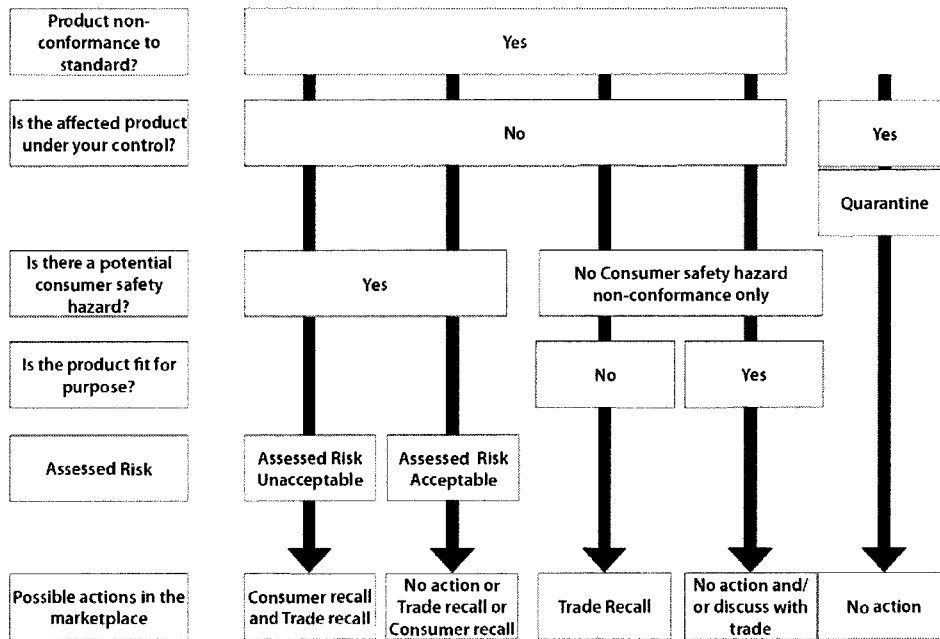 Product non-
conformance to
standard?
Yes
Is the affected product
under your control?
No
Yes
Quarantine
Is there a potential
consumer safety
hazard?
Yes
No Consumer safety hazard
non-conformance only
Is the product fit for
purpose?
No
Yes
Assessed Risk
Assessed Risk
Unacceptable
Assessed Risk
Acceptable
Possible actions in the
marketplace
Consumer recall
and Trade recall
No action or
Trade recall or
Consumer recall
Trade Recall
No action and/
or discuss with
trade
No action